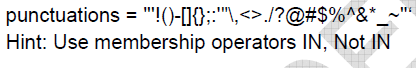 punctuations = '"'!()-[]{};:'"\,<>./?@#$%^&*_~"'
Hint: Use membership operators IN, Not IN